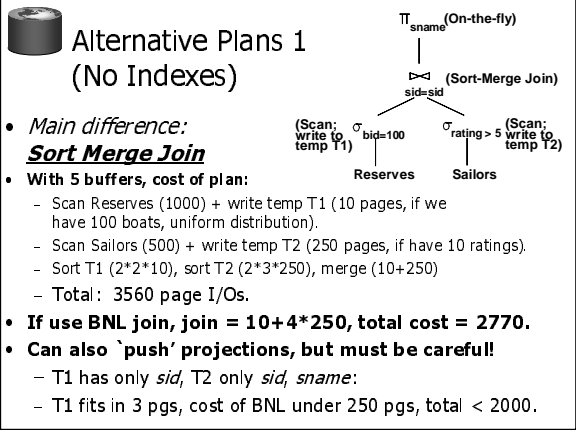 Alternative Plans 1
(No Indexes)
πsname (On-the-fly)
⋈ sid=sid (Sort-Merge Join)
(Scan; write to temp T1) σbid=100
σrating > 5 (Scan; write to temp T2)
Reserves Sailors
• Main difference:
Sort Merge Join
• With 5 buffers, cost of plan:
– Scan Reserves (1000) + write temp T1 (10 pages, if we
have 100 boats, uniform distribution).
– Scan Sailors (500) + write temp T2 (250 pages, if have 10 ratings).
– Sort T1 (2*2*10), sort T2 (2*3*250), merge (10+250)
– Total: 3560 page I/Os.
• If use BNL join, join = 10+4*250, total cost = 2770.
• Can also `push’ projections, but must be careful!
– T1 has only sid, T2 only sid, sname:
– T1 fits in 3 pgs, cost of BNL under 250 pgs, total < 2000.